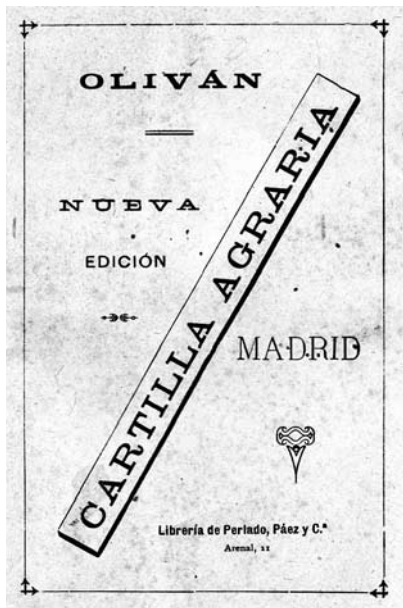 OLIVÁN
NUEVA
EDICIÓN
CARTILLA AGRARIA
MADRID
Librería de Perlado, Páez y C.ª
Arenal, 11